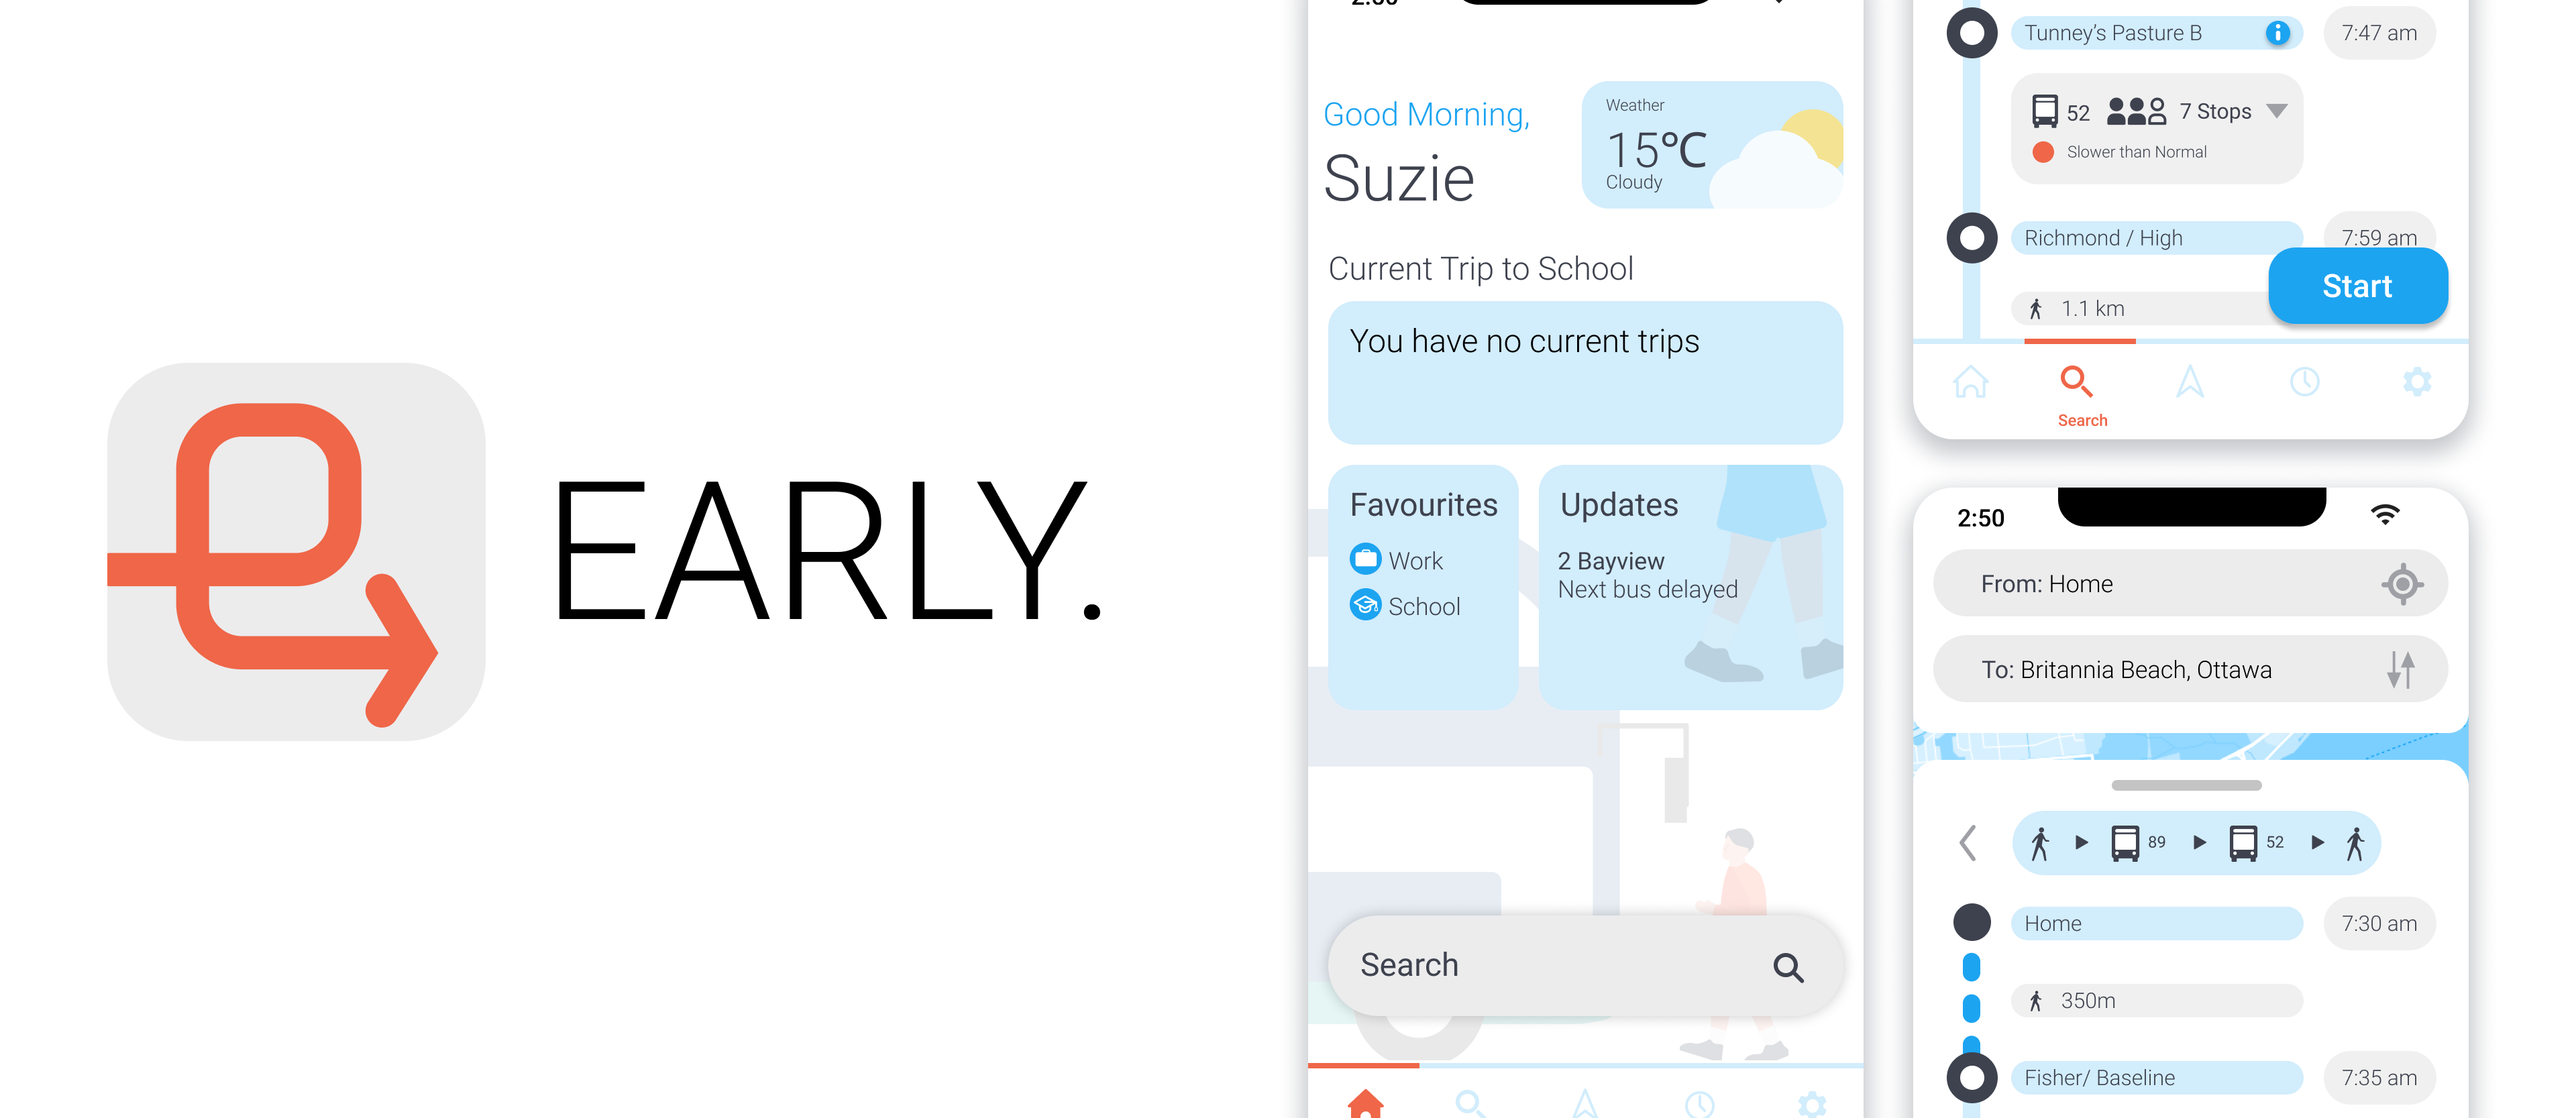 EARLY.
2:50
Good Morning,
Suzie
Weather
15°C
Cloudy
Current Trip to School
You have no current trips
Favourites
Work
School
Updates
2 Bayview
Next bus delayed
Search
Tunney's Pasture B
7:47 am
52
7 Stops
Slower than Normal
Richmond / High
7:59 am
Start
1.1 km
Search
2:50
From: Home
To: Britannia Beach, Ottawa
89
52
Home
7:30 am
350m
Fisher/ Baseline
7:35 am